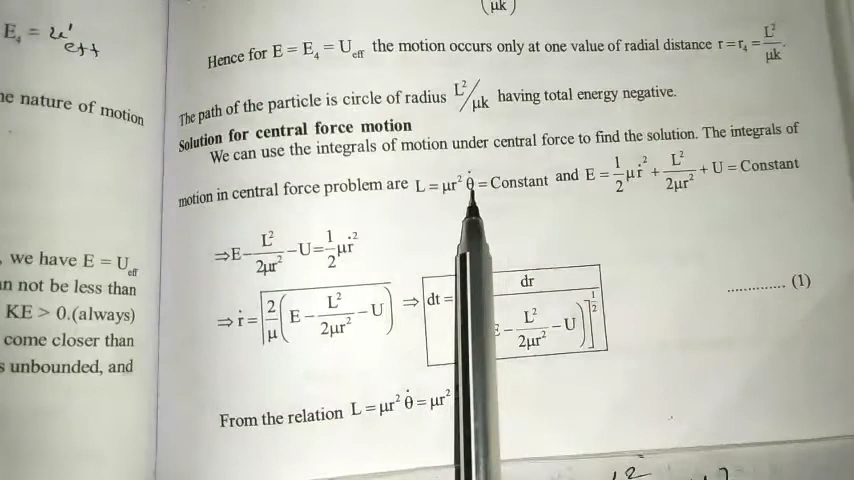 E₄ = u'eff
he nature of motion
, we have E = U eff
an not be less than
KE > 0.(always)
come closer than
s unbounded, and
(μk)
Hence for E = E₄ = Ueff the motion occurs only at one value of radial distance r = r₄ = L²/μk.
The path of the particle is circle of radius L²/μk having total energy negative.
Solution for central force motion
We can use the integrals of motion under central force to find the solution. The integrals of
motion in central force problem are L = μr² θ̇ = Constant and E = 1/2 μṙ² + L²/2μr² + U = Constant
⇒ E − L²/2μr² − U = 1/2 μṙ²
⇒ ṙ = √(2/μ (E − L²/2μr² − U)) ⇒ dt = dr / E − L²/2μr² − U)]^1/2 .............. (1)
From the relation L = μr² θ̇ = μr²